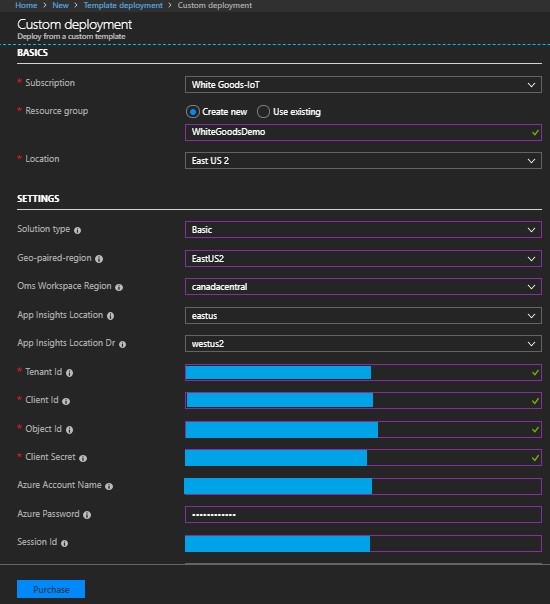 Home > New > Template deployment > Custom deployment
Custom deployment
Deploy from a custom template
BASICS
* Subscription White Goods-IoT
* Resource group Create new Use existing
WhiteGoodsDemo
* Location East US 2
SETTINGS
Solution type Basic
Geo-paired-region EastUS2
Oms Workspace Region canadacentral
App Insights Location eastus
App Insights Location Dr westus2
* Tenant Id
* Client Id
* Object Id
* Client Secret
Azure Account Name
Azure Password ••••••••••••
Session Id
Purchase